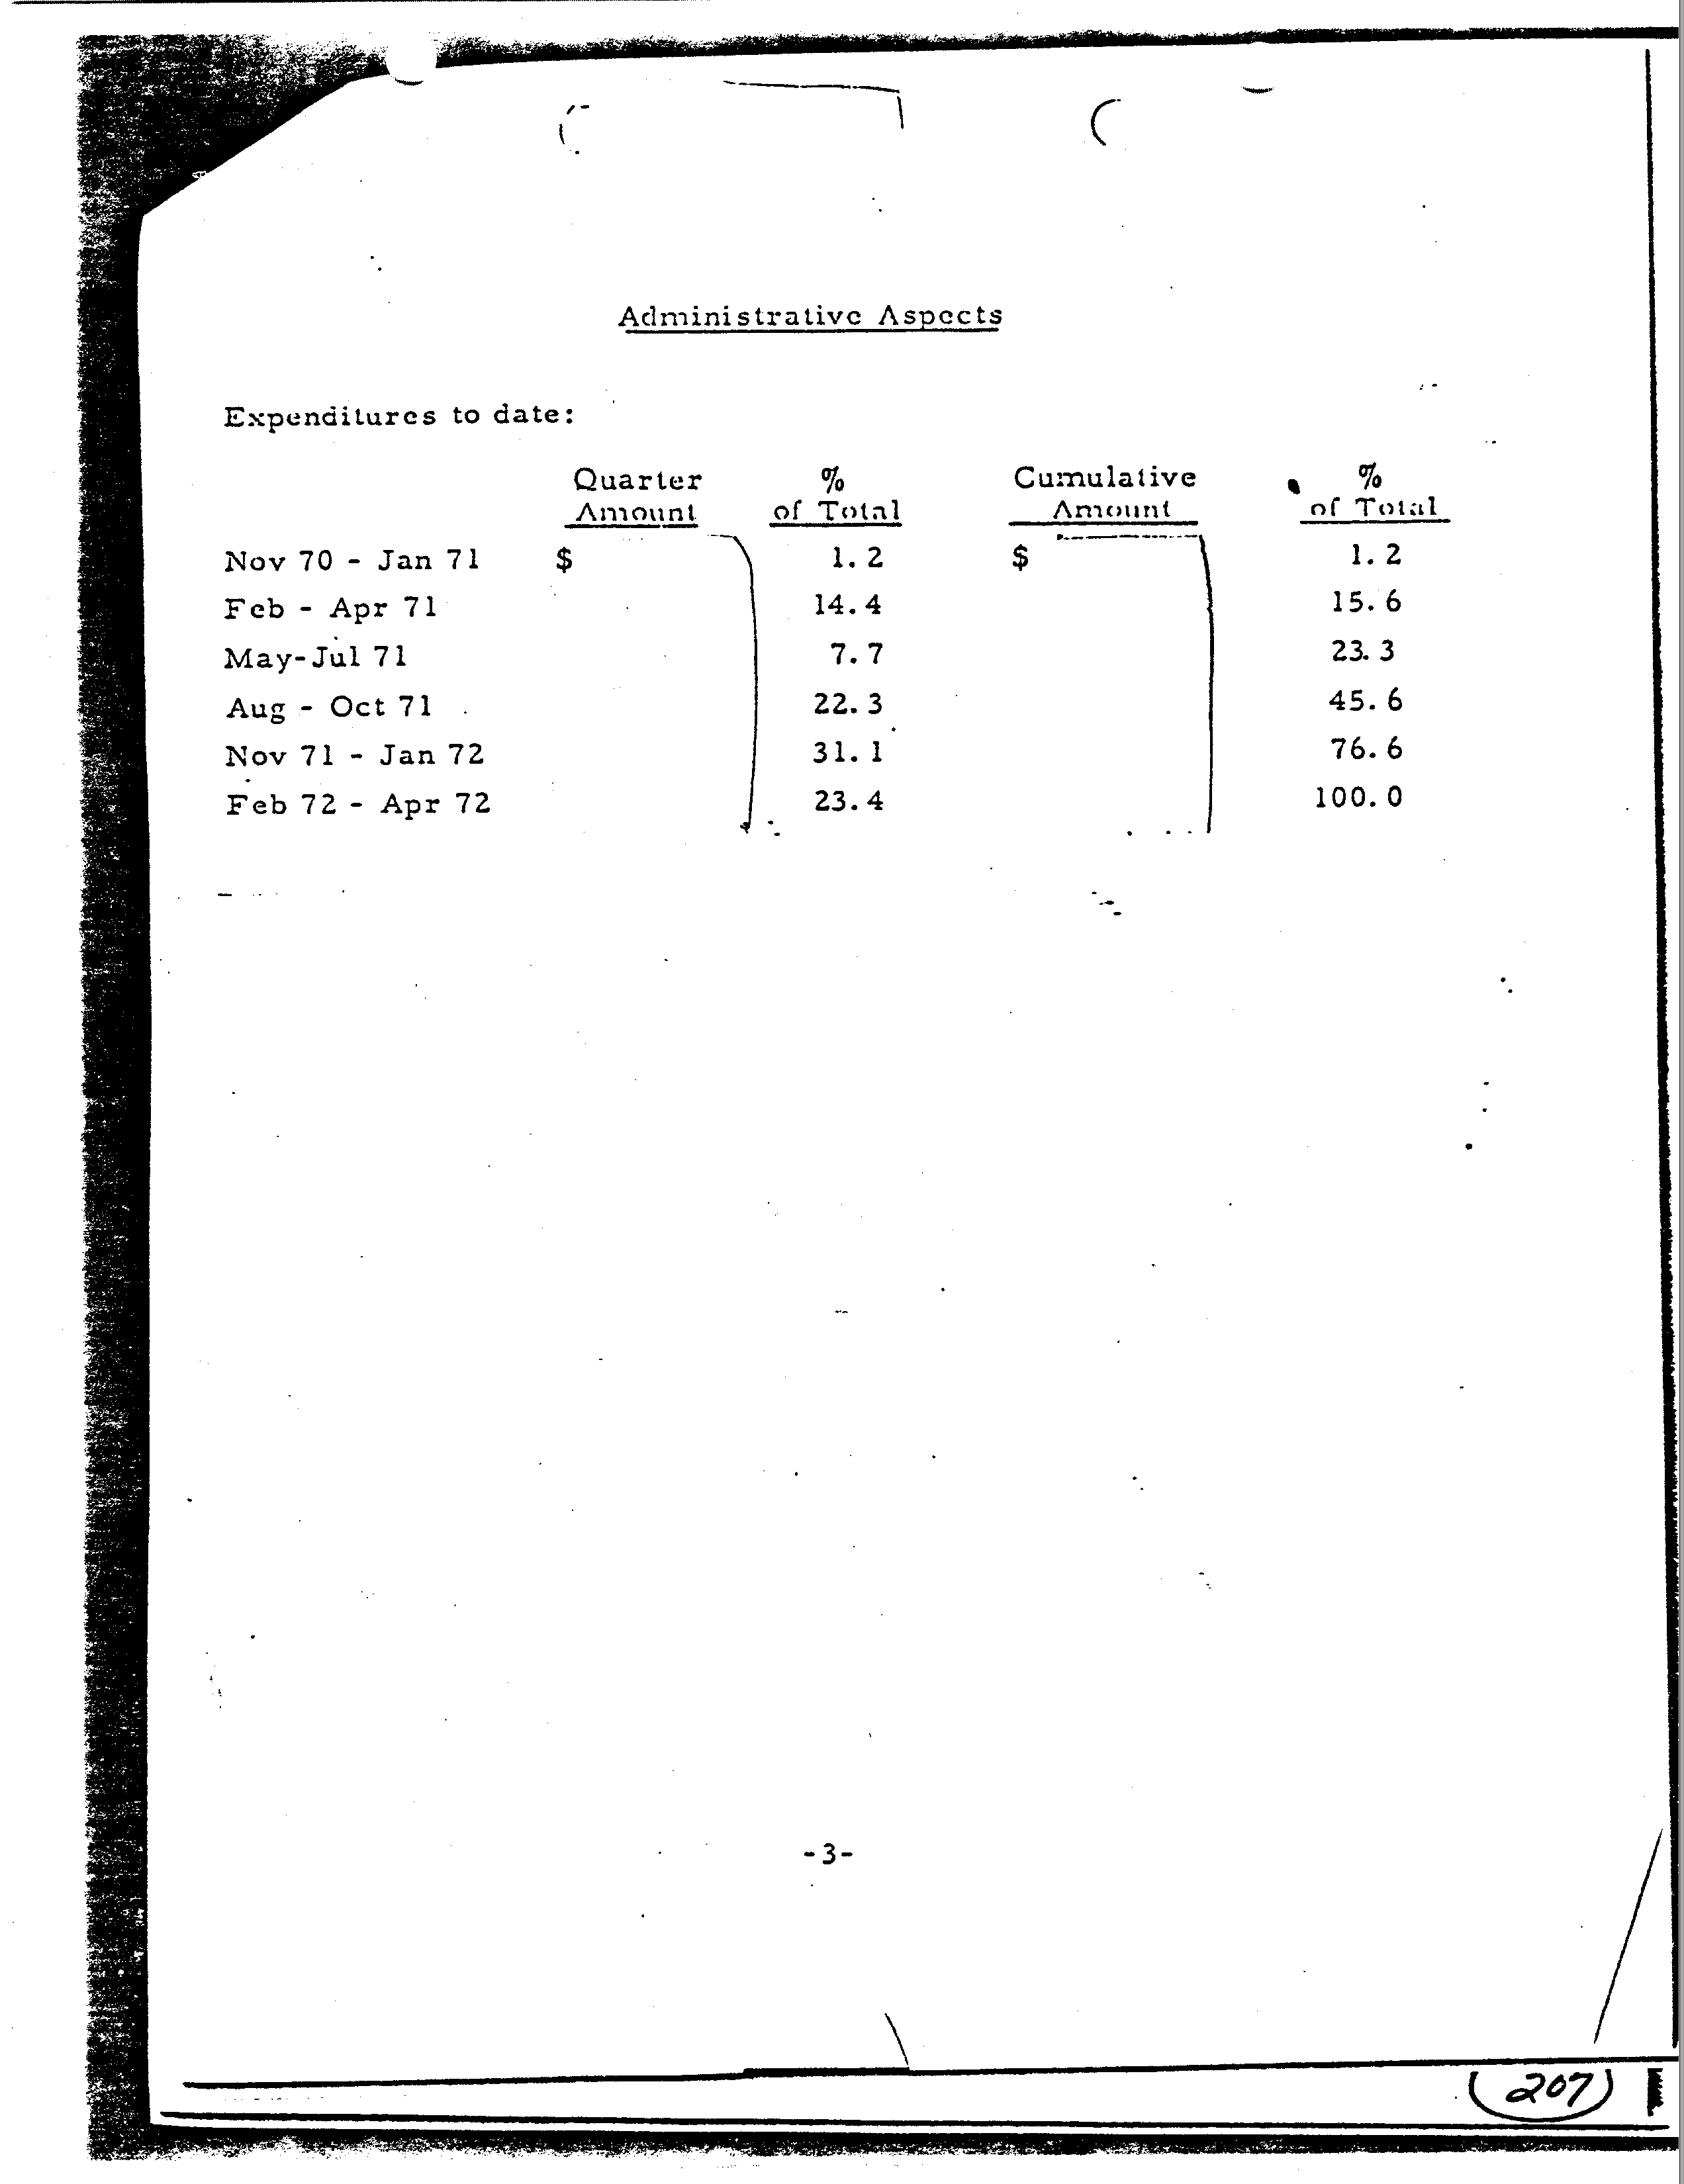 Administrative Aspects
Expenditures to date:
Quarter % Cumulative %
Amount of Total Amount of Total
Nov 70 - Jan 71 $ 1.2 $ 1.2
Feb - Apr 71 14.4 15.6
May-Jul 71 7.7 23.3
Aug - Oct 71 22.3 45.6
Nov 71 - Jan 72 31.1 76.6
Feb 72 - Apr 72 23.4 100.0
-3-
207